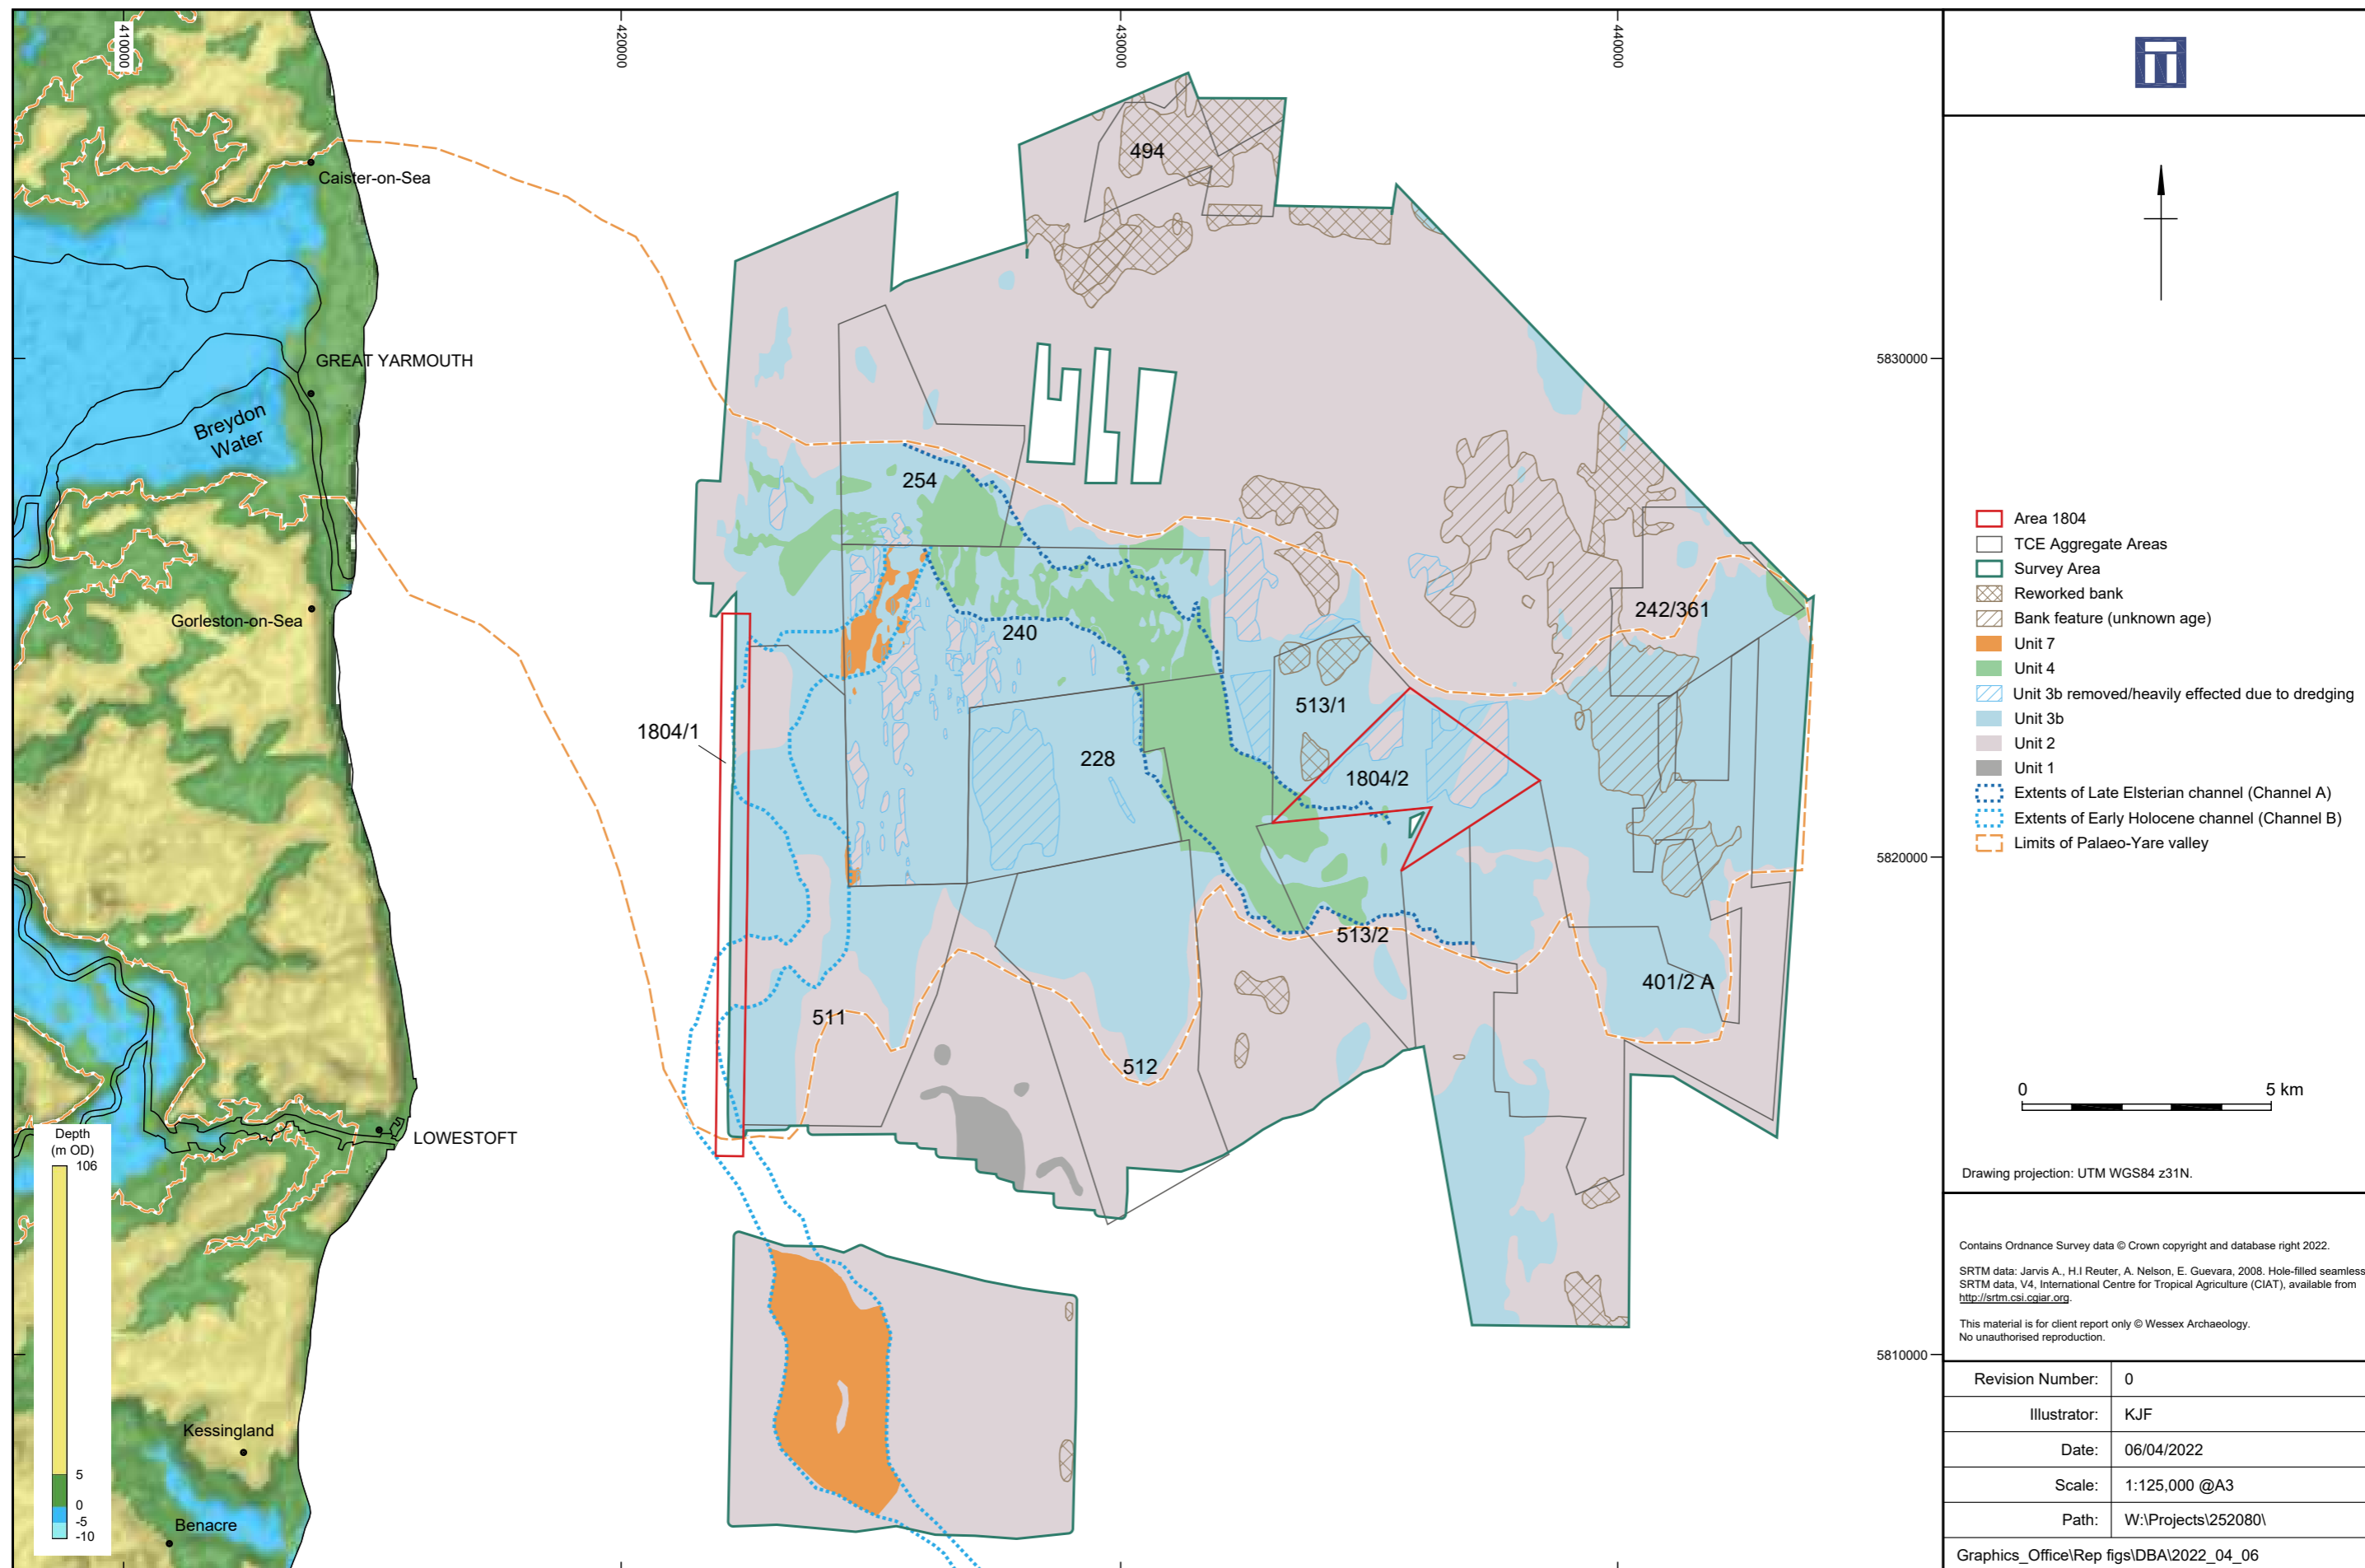 410000
420000
430000
440000
Caister-on-Sea
GREAT YARMOUTH
Breydon
Water
Gorleston-on-Sea
LOWESTOFT
Kessingland
Benacre
Depth
(m OD)
106
5
0
-5
-10
494
254
240
242/361
513/1
1804/1
1804/2
228
513/2
401/2 A
511
512
5830000
5820000
5810000
Area 1804
TCE Aggregate Areas
Survey Area
Reworked bank
Bank feature (unknown age)
Unit 7
Unit 4
Unit 3b removed/heavily effected due to dredging
Unit 3b
Unit 2
Unit 1
Extents of Late Elsterian channel (Channel A)
Extents of Early Holocene channel (Channel B)
Limits of Palaeo-Yare valley
0 5 km
Drawing projection: UTM WGS84 z31N.
Contains Ordnance Survey data © Crown copyright and database right 2022.
SRTM data: Jarvis A., H.I Reuter, A. Nelson, E. Guevara, 2008. Hole-filled seamless
SRTM data, V4, International Centre for Tropical Agriculture (CIAT), available from
http://srtm.csi.cgiar.org.
This material is for client report only © Wessex Archaeology.
No unauthorised reproduction.
Revision Number: 0
Illustrator: KJF
Date: 06/04/2022
Scale: 1:125,000 @A3
Path: W:\Projects\252080\
Graphics_Office\Rep figs\DBA\2022_04_06